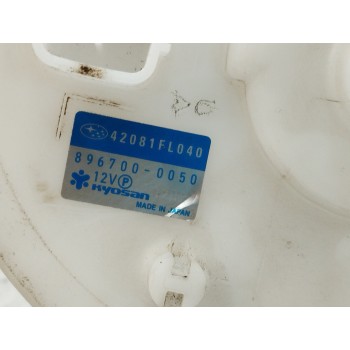 42081FL040
896700-0050
12V P
KYOSAN
MADE IN JAPAN